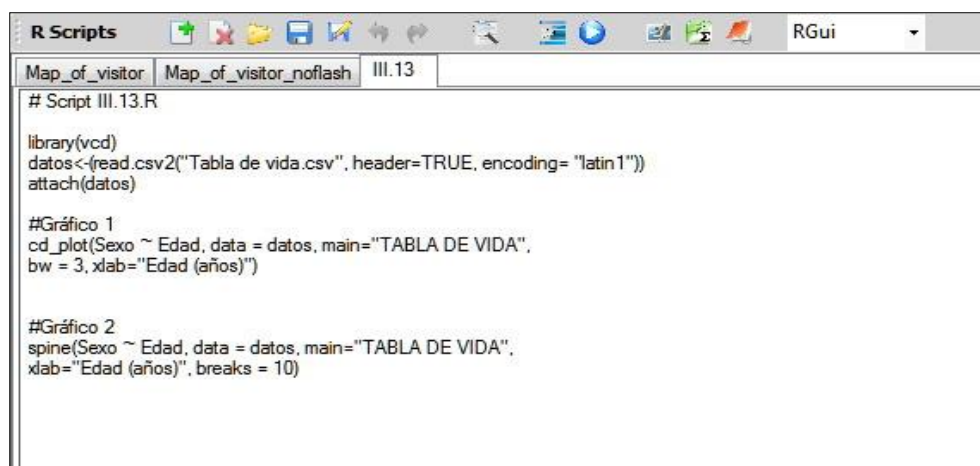 R Scripts RGui
Map_of_visitor Map_of_visitor_noflash III.13
# Script III.13.R
library(vcd)
datos<-(read.csv2("Tabla de vida.csv", header=TRUE, encoding= "latin1"))
attach(datos)
#Gráfico 1
cd_plot(Sexo ~ Edad, data = datos, main="TABLA DE VIDA",
bw = 3, xlab="Edad (años)")
#Gráfico 2
spine(Sexo ~ Edad, data = datos, main="TABLA DE VIDA",
xlab="Edad (años)", breaks = 10)